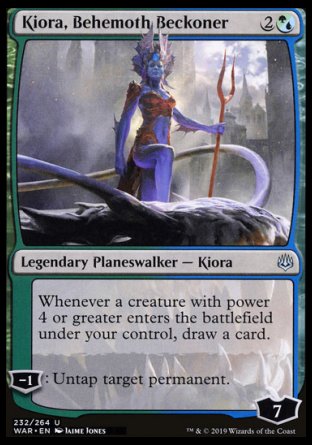 Kiora, Behemoth Beckoner 2
Legendary Planeswalker — Kiora
Whenever a creature with power
4 or greater enters the battlefield
under your control, draw a card.
-1 : Untap target permanent.
7
232/264 U
WAR • EN Jaime Jones ™ & © 2019 Wizards of the Coast